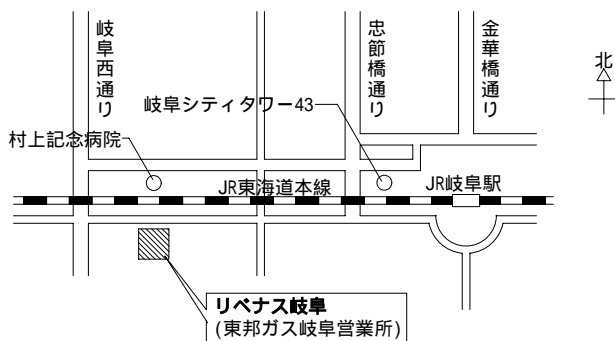 岐阜西通り
忠節橋通り
金華橋通り
北
岐阜シティタワー43
村上記念病院
JR東海道本線
JR岐阜駅
リベナス岐阜
(東邦ガス岐阜営業所)